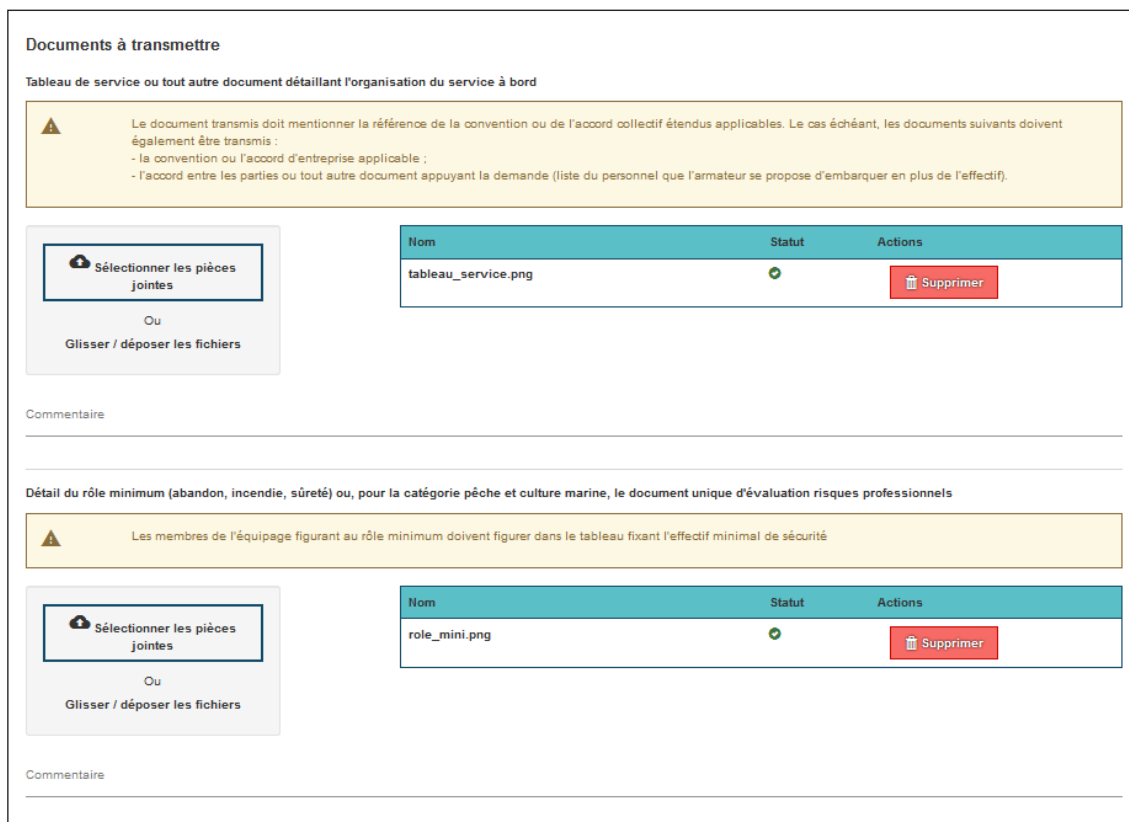 Documents à transmettre
Tableau de service ou tout autre document détaillant l'organisation du service à bord
Le document transmis doit mentionner la référence de la convention ou de l'accord collectif étendus applicables. Le cas échéant, les documents suivants doivent
également être transmis :
- la convention ou l'accord d'entreprise applicable ;
- l'accord entre les parties ou tout autre document appuyant la demande (liste du personnel que l'armateur se propose d'embarquer en plus de l'effectif).
Sélectionner les pièces
jointes
Ou
Glisser / déposer les fichiers
Nom Statut Actions
tableau_service.png Supprimer
Commentaire
Détail du rôle minimum (abandon, incendie, sûreté) ou, pour la catégorie pêche et culture marine, le document unique d'évaluation risques professionnels
Les membres de l'équipage figurant au rôle minimum doivent figurer dans le tableau fixant l'effectif minimal de sécurité
Sélectionner les pièces
jointes
Ou
Glisser / déposer les fichiers
Nom Statut Actions
role_mini.png Supprimer
Commentaire